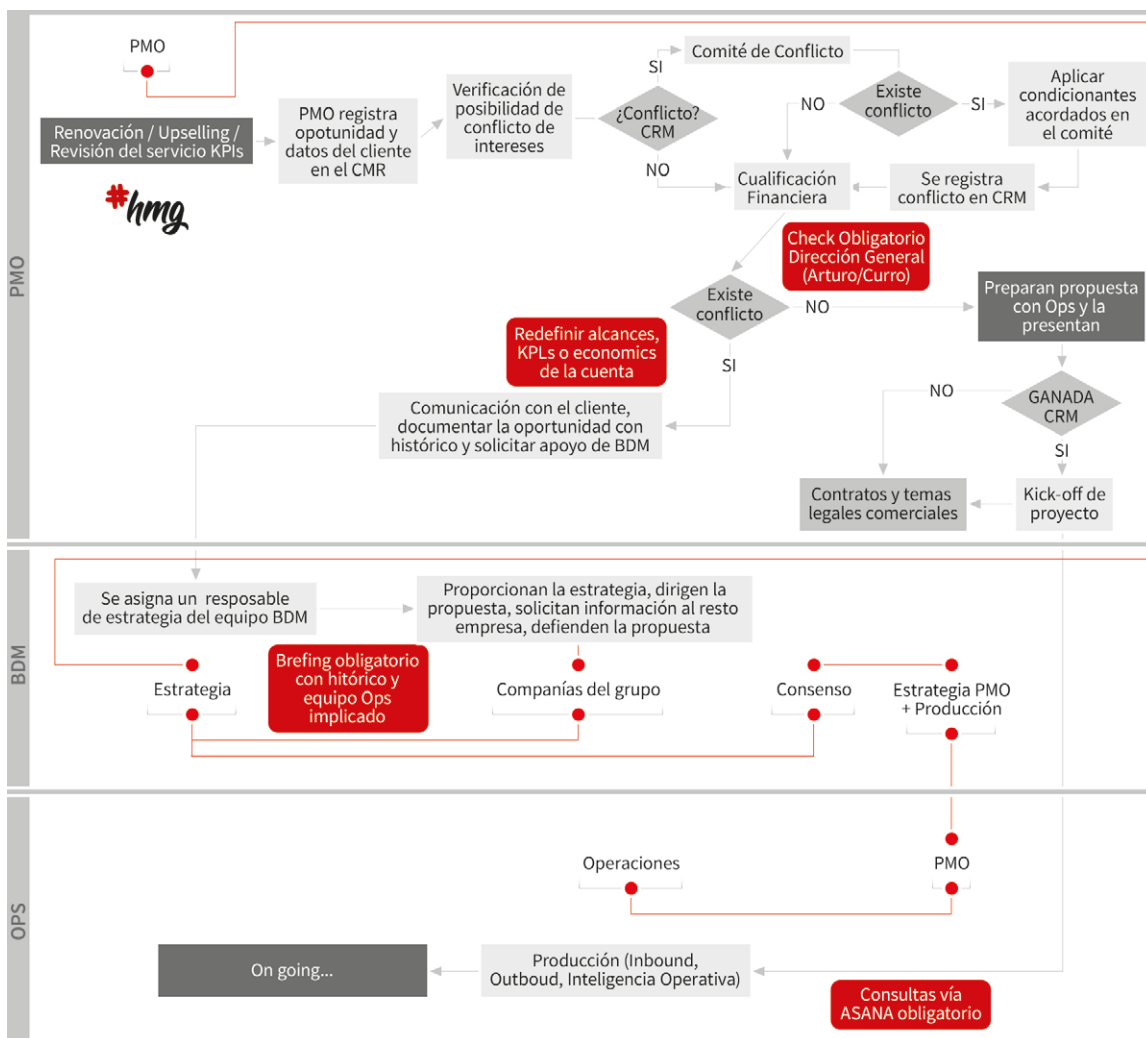 PMO
PMO
Renovación / Upselling /
Revisión del servicio KPIs
#hmg
PMO registra
opotunidad y
datos del cliente
en el CMR
Verificación de
posibilidad de
conflicto de
intereses
¿Conflicto?
CRM
SI
NO
Comité de Conflicto
Existe
conflicto
NO
SI
Aplicar
condicionantes
acordados en
el comité
Se registra
conflicto en CRM
Cualificación
Financiera
Check Obligatorio
Dirección General
(Arturo/Curro)
Existe
conflicto
NO
SI
Redefinir alcances,
KPLs o economics
de la cuenta
Preparan propuesta
con Ops y la
presentan
Comunicación con el cliente,
documentar la oportunidad con
histórico y solicitar apoyo de BDM
GANADA
CRM
NO
SI
Contratos y temas
legales comerciales
Kick-off de
proyecto
BDM
Se asigna un resposable
de estrategia del equipo BDM
Proporcionan la estrategia, dirigen la
propuesta, solicitan información al resto
empresa, defienden la propuesta
Estrategia
Brefing obligatorio
con hitórico y
equipo Ops
implicado
Companías del grupo
Consenso
Estrategia PMO
+ Producción
OPS
Operaciones
PMO
On going...
Producción (Inbound,
Outboud, Inteligencia Operativa)
Consultas vía
ASANA obligatorio